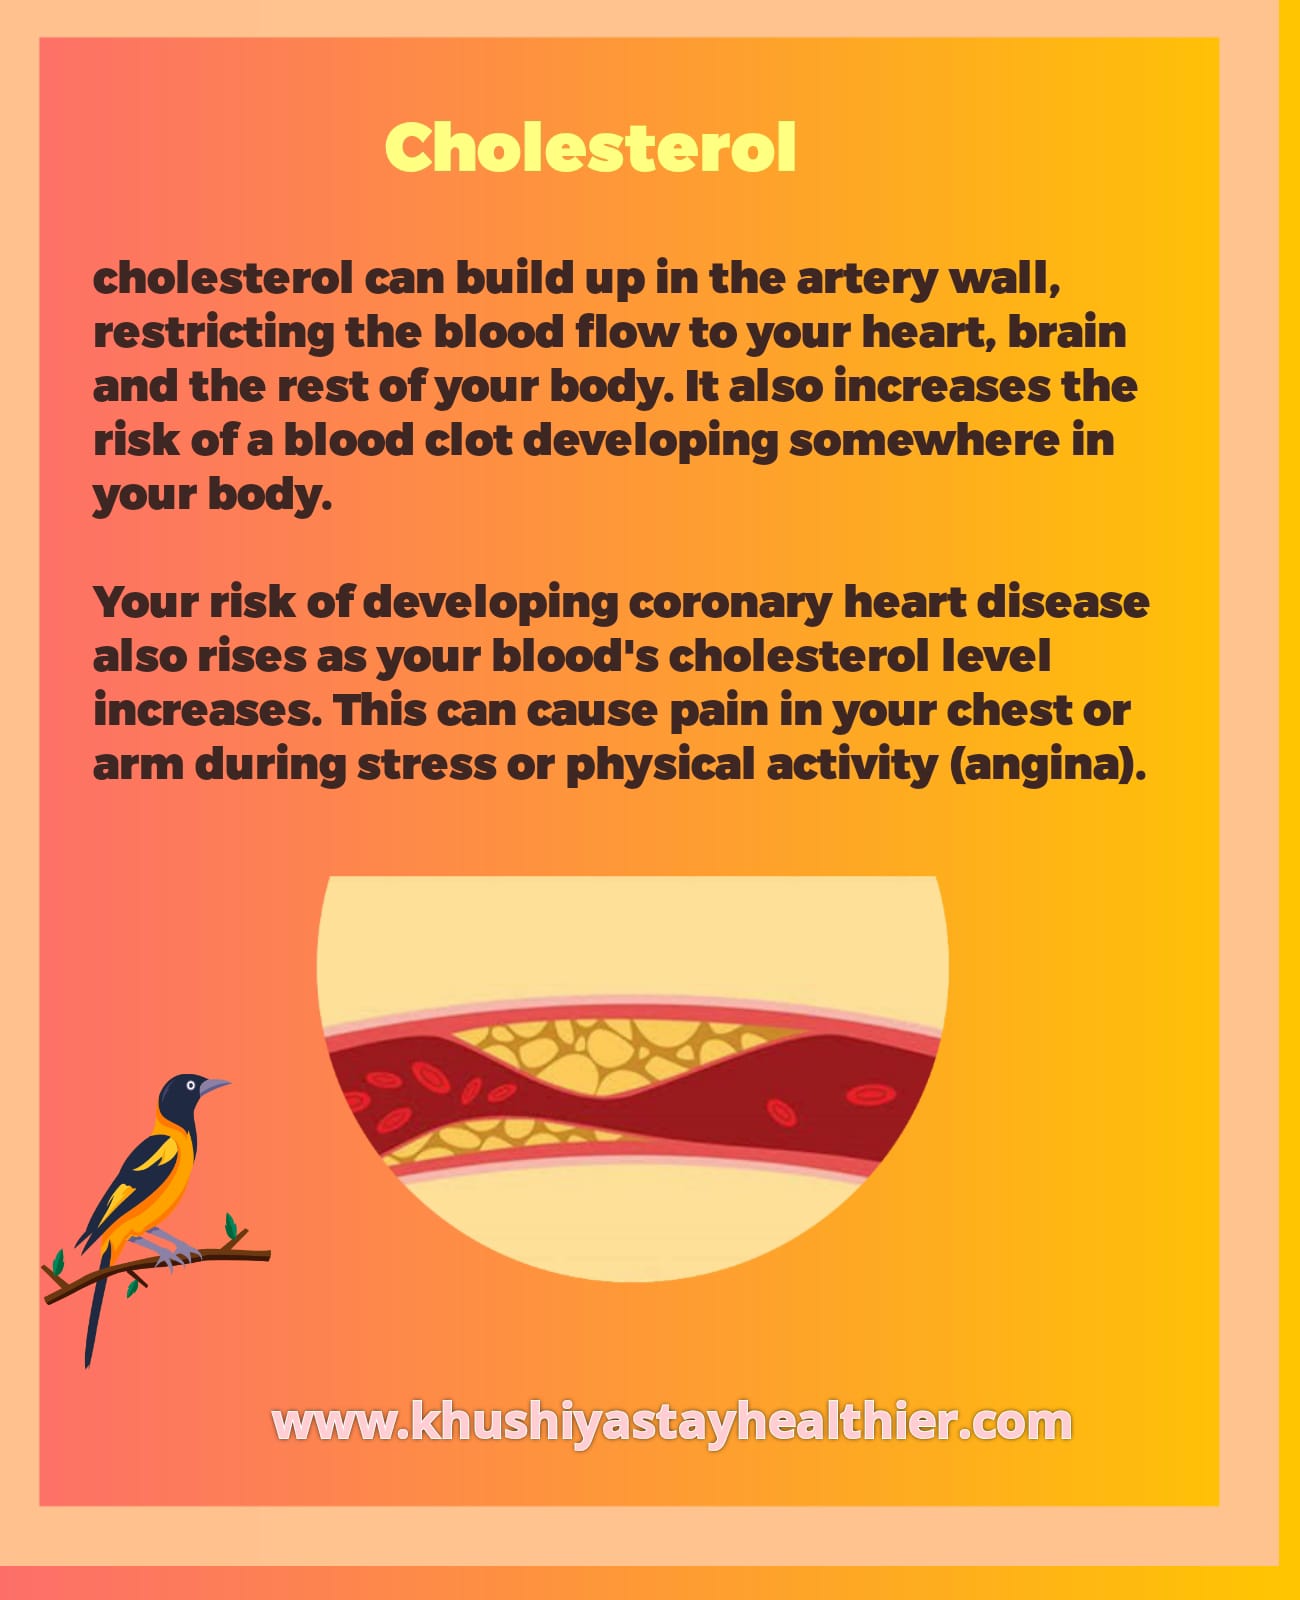 Cholesterol
cholesterol can build up in the artery wall,
restricting the blood flow to your heart, brain
and the rest of your body. It also increases the
risk of a blood clot developing somewhere in
your body.
Your risk of developing coronary heart disease
also rises as your blood's cholesterol level
increases. This can cause pain in your chest or
arm during stress or physical activity (angina).
www.khushiyastayhealthier.com